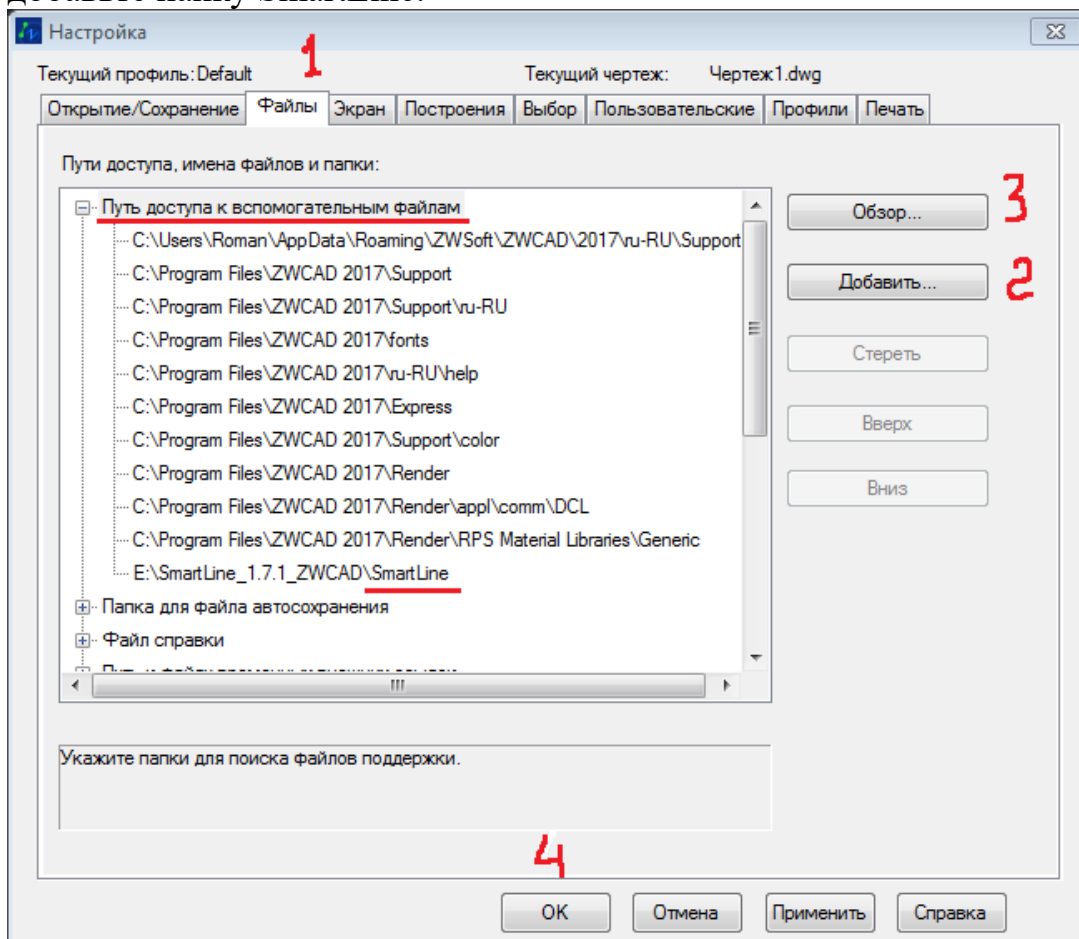 добавьте папку SmartLine.
Настройка
1
Текущий профиль: Default Текущий чертеж: Чертеж1.dwg
Открытие/Сохранение Файлы Экран Построения Выбор Пользовательские Профили Печать
Пути доступа, имена файлов и папки:
Путь доступа к вспомогательным файлам
Обзор... 3
C:\Users\Roman\AppData\Roaming\ZWSoft\ZWCAD\2017\ru-RU\Support
C:\Program Files\ZWCAD 2017\Support
Добавить... 2
C:\Program Files\ZWCAD 2017\Support\ru-RU
C:\Program Files\ZWCAD 2017\fonts
Стереть
C:\Program Files\ZWCAD 2017\ru-RU\help
C:\Program Files\ZWCAD 2017\Express
Вверх
C:\Program Files\ZWCAD 2017\Support\color
C:\Program Files\ZWCAD 2017\Render
Вниз
C:\Program Files\ZWCAD 2017\Render\appl\comm\DCL
C:\Program Files\ZWCAD 2017\Render\RPS Material Libraries\Generic
E:\SmartLine_1.7.1_ZWCAD\SmartLine
Папка для файла автосохранения
Файл справки
Укажите папки для поиска файлов поддержки.
4
OK Отмена Применить Справка